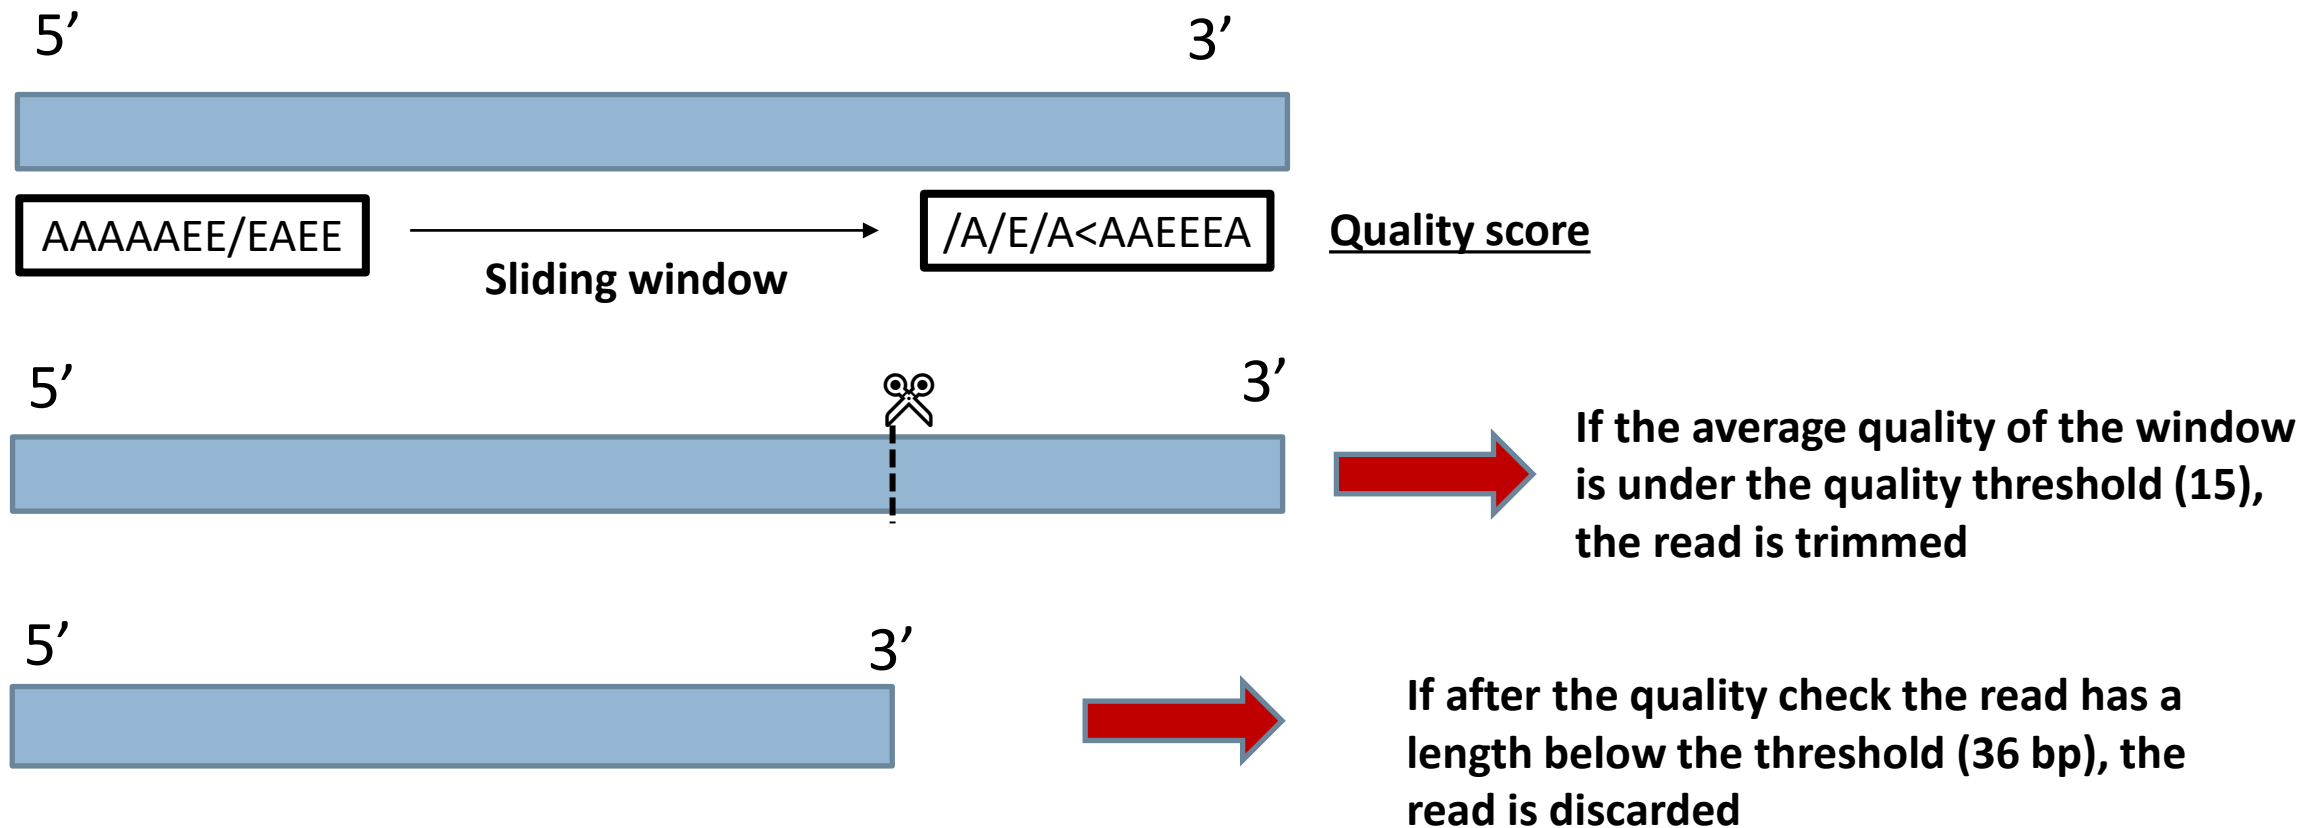 5’
3’
AAAAAEE/EAEE
/A/E/A<AAEEEA
Quality score
Sliding window
5’
3’
If the average quality of the window
is under the quality threshold (15),
the read is trimmed
5’
3’
If after the quality check the read has a
length below the threshold (36 bp), the
read is discarded